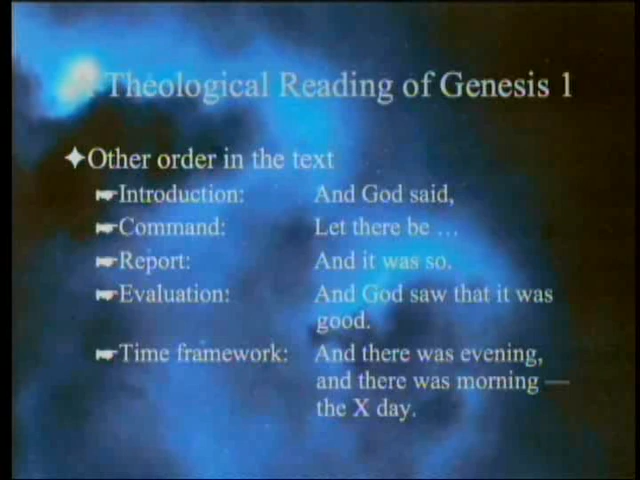 A Theological Reading of Genesis 1
Other order in the text
Introduction: And God said,
Command: Let there be …
Report: And it was so.
Evaluation: And God saw that it was
good.
Time framework: And there was evening,
and there was morning —
the X day.